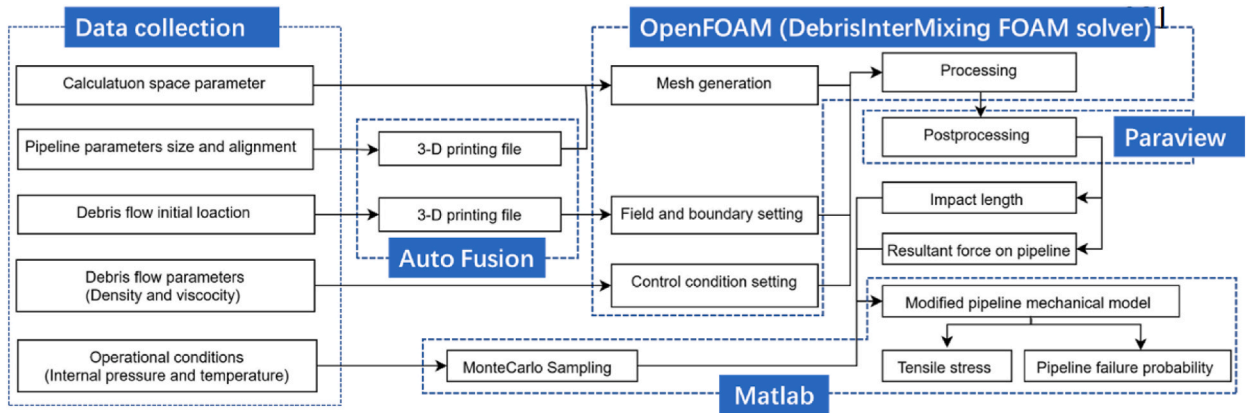 Data collection
OpenFOAM (DebrisInterMixing FOAM solver)
Calculatuon space parameter
Mesh generation
Processing
Pipeline parameters size and alignment
3-D printing file
Postprocessing
Paraview
Debris flow initial loaction
3-D printing file
Field and boundary setting
Impact length
Auto Fusion
Resultant force on pipeline
Debris flow parameters
(Density and viscocity)
Control condition setting
Modified pipeline mechanical model
Operational conditions
(Internal pressure and temperature)
MonteCarlo Sampling
Tensile stress
Pipeline failure probability
Matlab